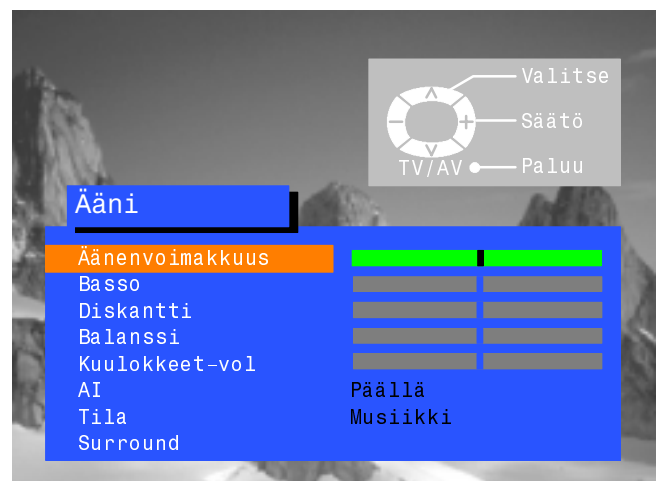 Valitse
Säätö
TV/AV Paluu
Ääni
Äänenvoimakkuus
Basso
Diskantti
Balanssi
Kuulokkeet-vol
AI Päällä
Tila Musiikki
Surround